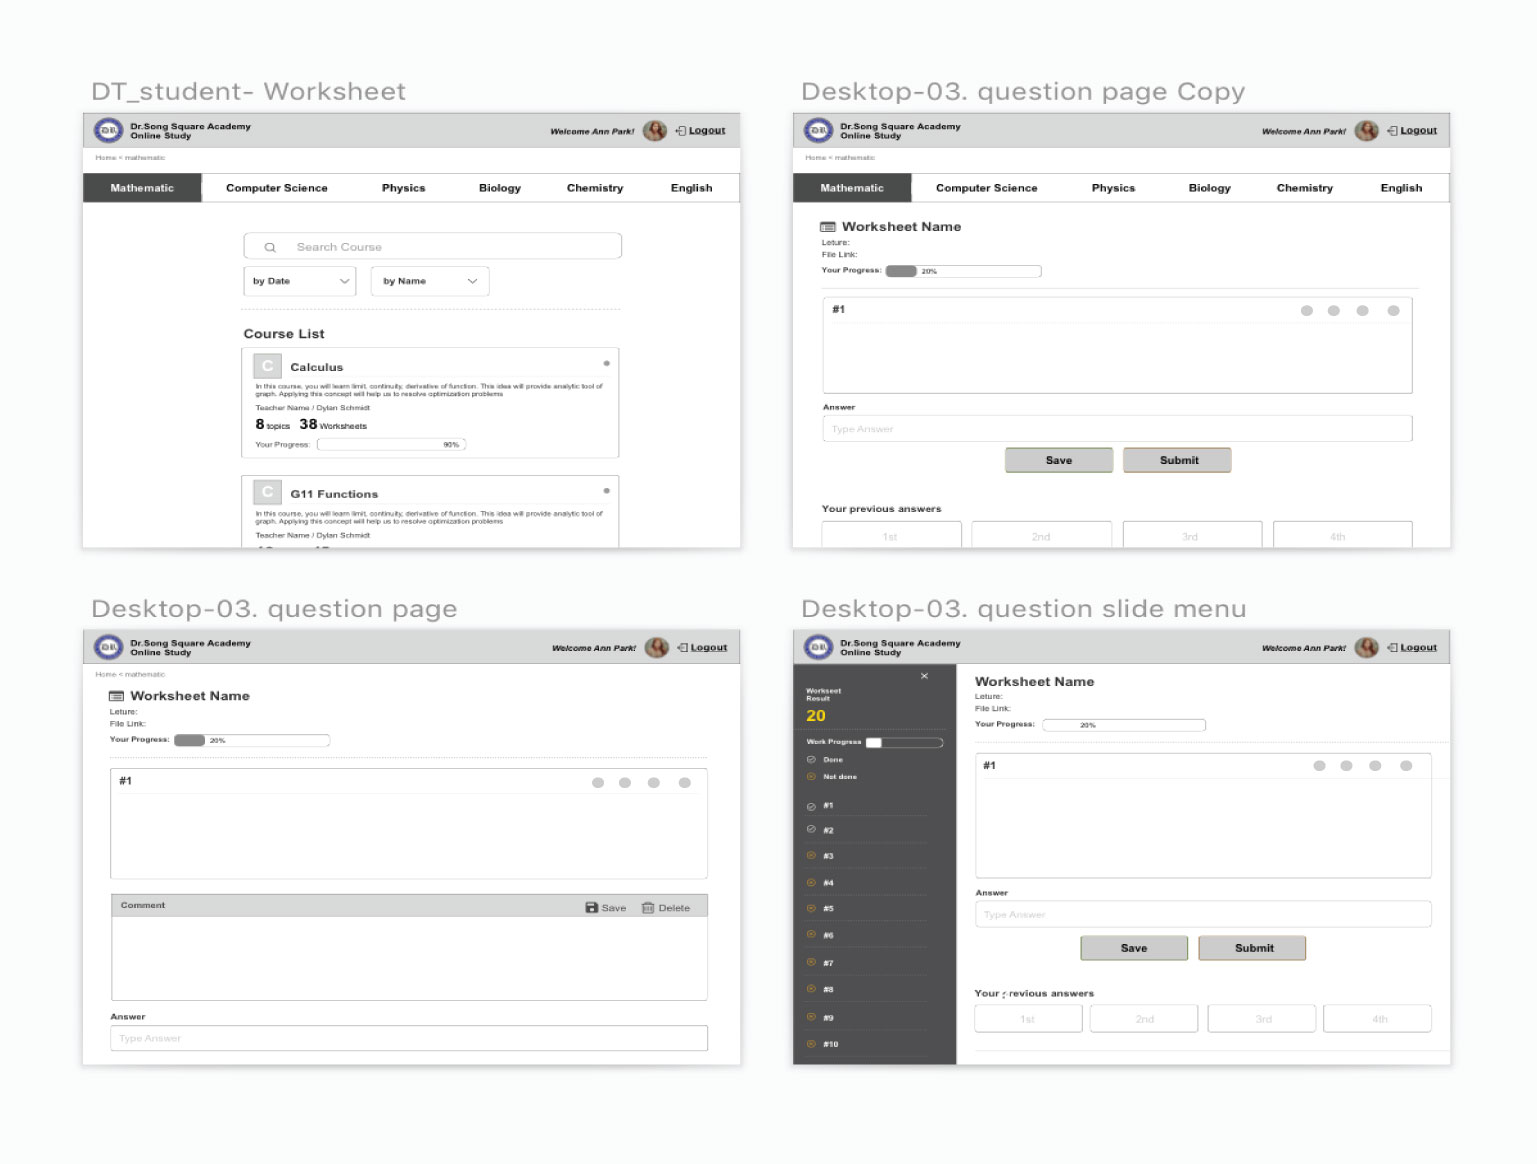 DT_student- Worksheet
DR.
Dr.Song Square Academy
Online Study
Welcome Ann Park!
Logout
Home < mathematic
Mathematic
Computer Science
Physics
Biology
Chemistry
English
Search Course
by Date
by Name
Course List
C
Calculus
In this course, you will learn limit, continuity, derivative of function. This idea will provide analytic tool of
graph. Applying this concept will help us to resolve optimization problems
Teacher Name / Dylan Schmidt
8 topics 38 Worksheets
Your Progress:
90%
C
G11 Functions
In this course, you will learn limit, continuity, derivative of function. This idea will provide analytic tool of
graph. Applying this concept will help us to resolve optimization problems
Teacher Name / Dylan Schmidt
Desktop-03. question page Copy
DR.
Dr.Song Square Academy
Online Study
Welcome Ann Park!
Logout
Home < mathematic
Mathematic
Computer Science
Physics
Biology
Chemistry
English
Worksheet Name
Leture:
File Link:
Your Progress:
20%
#1
Answer
Type Answer
Save
Submit
Your previous answers
1st
2nd
3rd
4th
Desktop-03. question page
DR.
Dr.Song Square Academy
Online Study
Welcome Ann Park!
Logout
Home < mathematic
Worksheet Name
Leture:
File Link:
Your Progress:
20%
#1
Comment
Save
Delete
Answer
Type Answer
Desktop-03. question slide menu
DR.
Dr.Song Square Academy
Online Study
Welcome Ann Park!
Logout
Workseet
Result
20
Work Progress
Done
Not done
#1
#2
#3
#4
#5
#6
#7
#8
#9
#10
Worksheet Name
Leture:
File Link:
Your Progress:
20%
#1
Answer
Type Answer
Save
Submit
Your previous answers
1st
2nd
3rd
4th